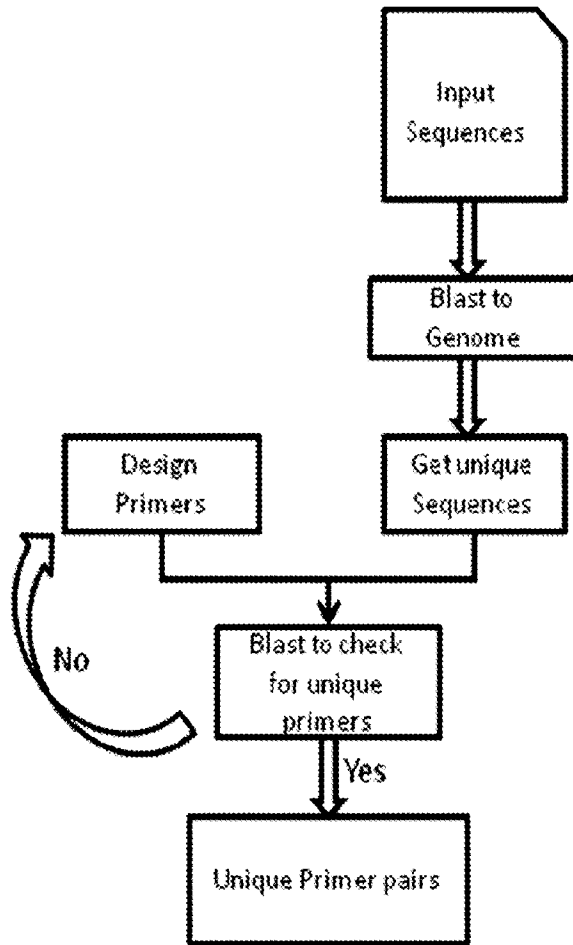 Input
Sequences
Blast to
Genome
Design
Primers
Get unique
Sequences
Blast to check
for unique
primers
No
Yes
Unique Primer pairs